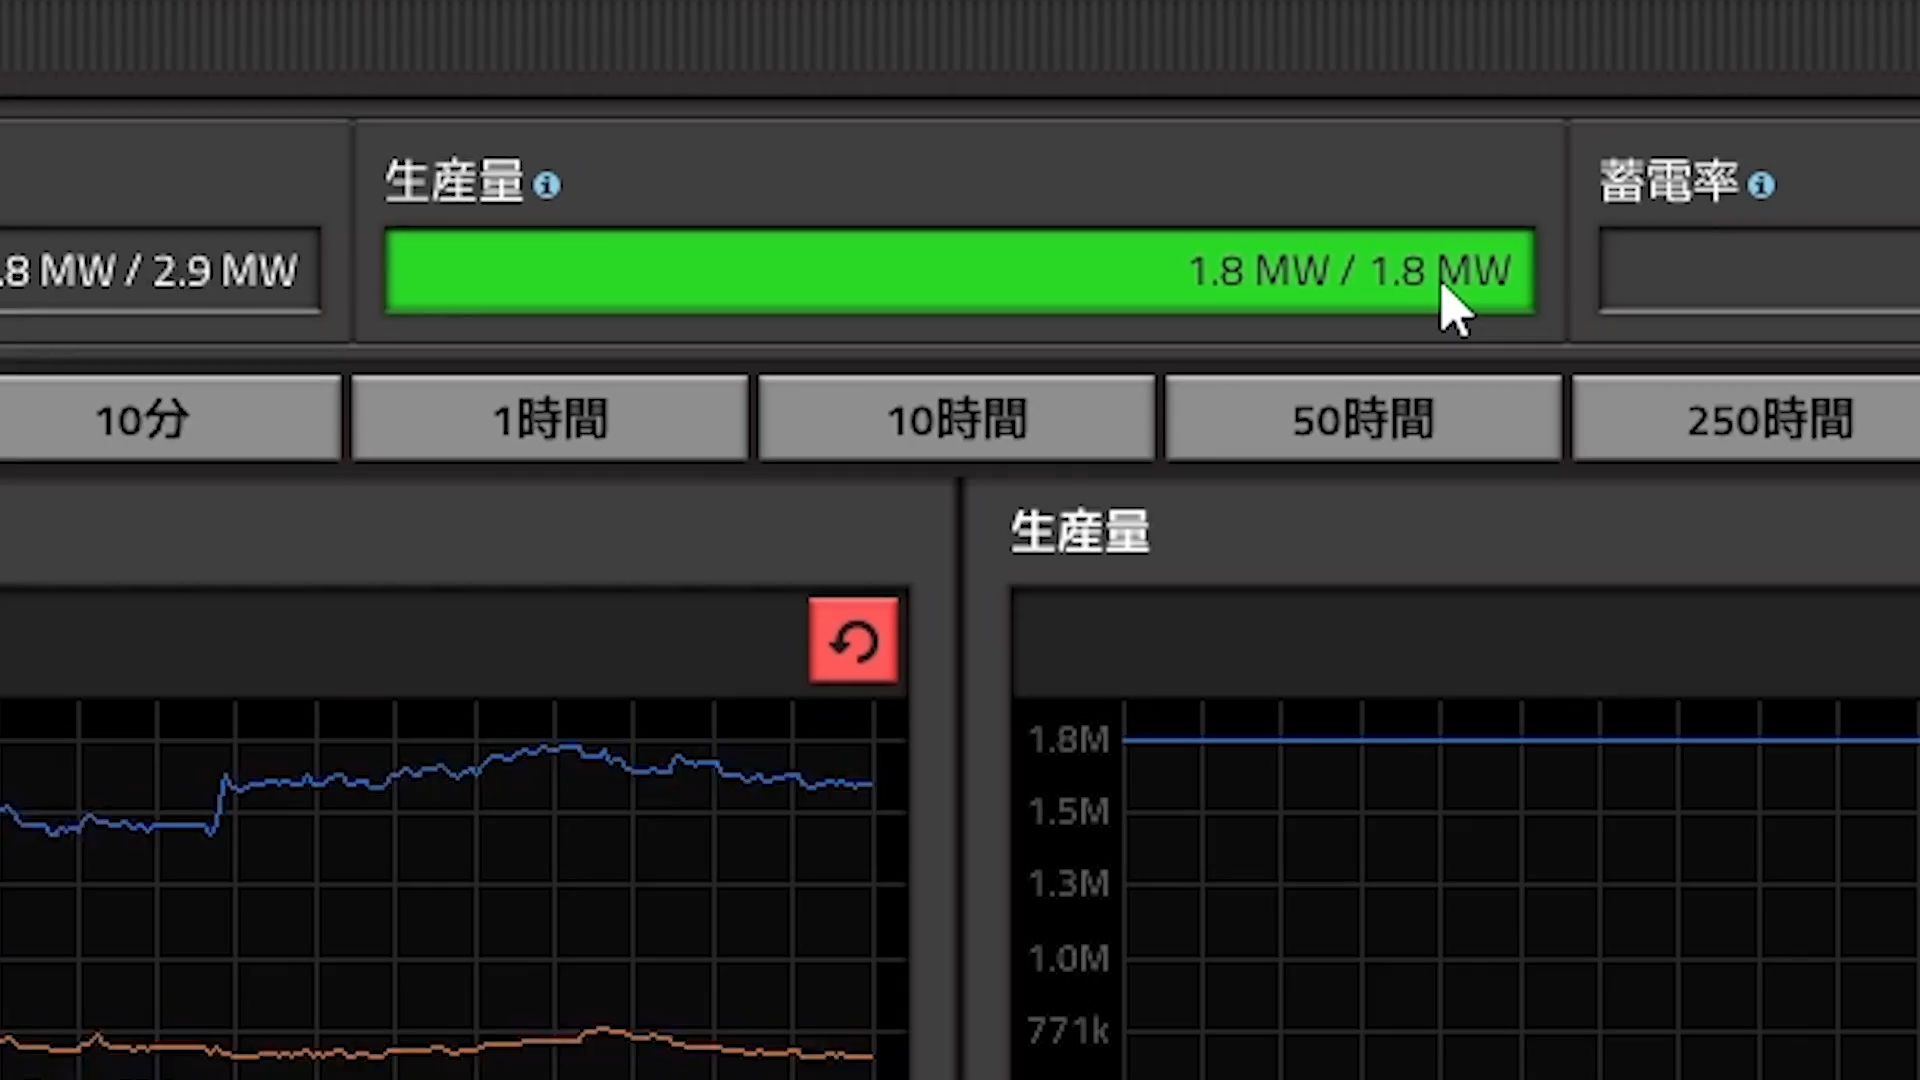 生産量
蓄電率
.8 MW / 2.9 MW
1.8 MW / 1.8 MW
10分
1時間
10時間
50時間
250時間
生産量
1.8M
1.5M
1.3M
1.0M
771k